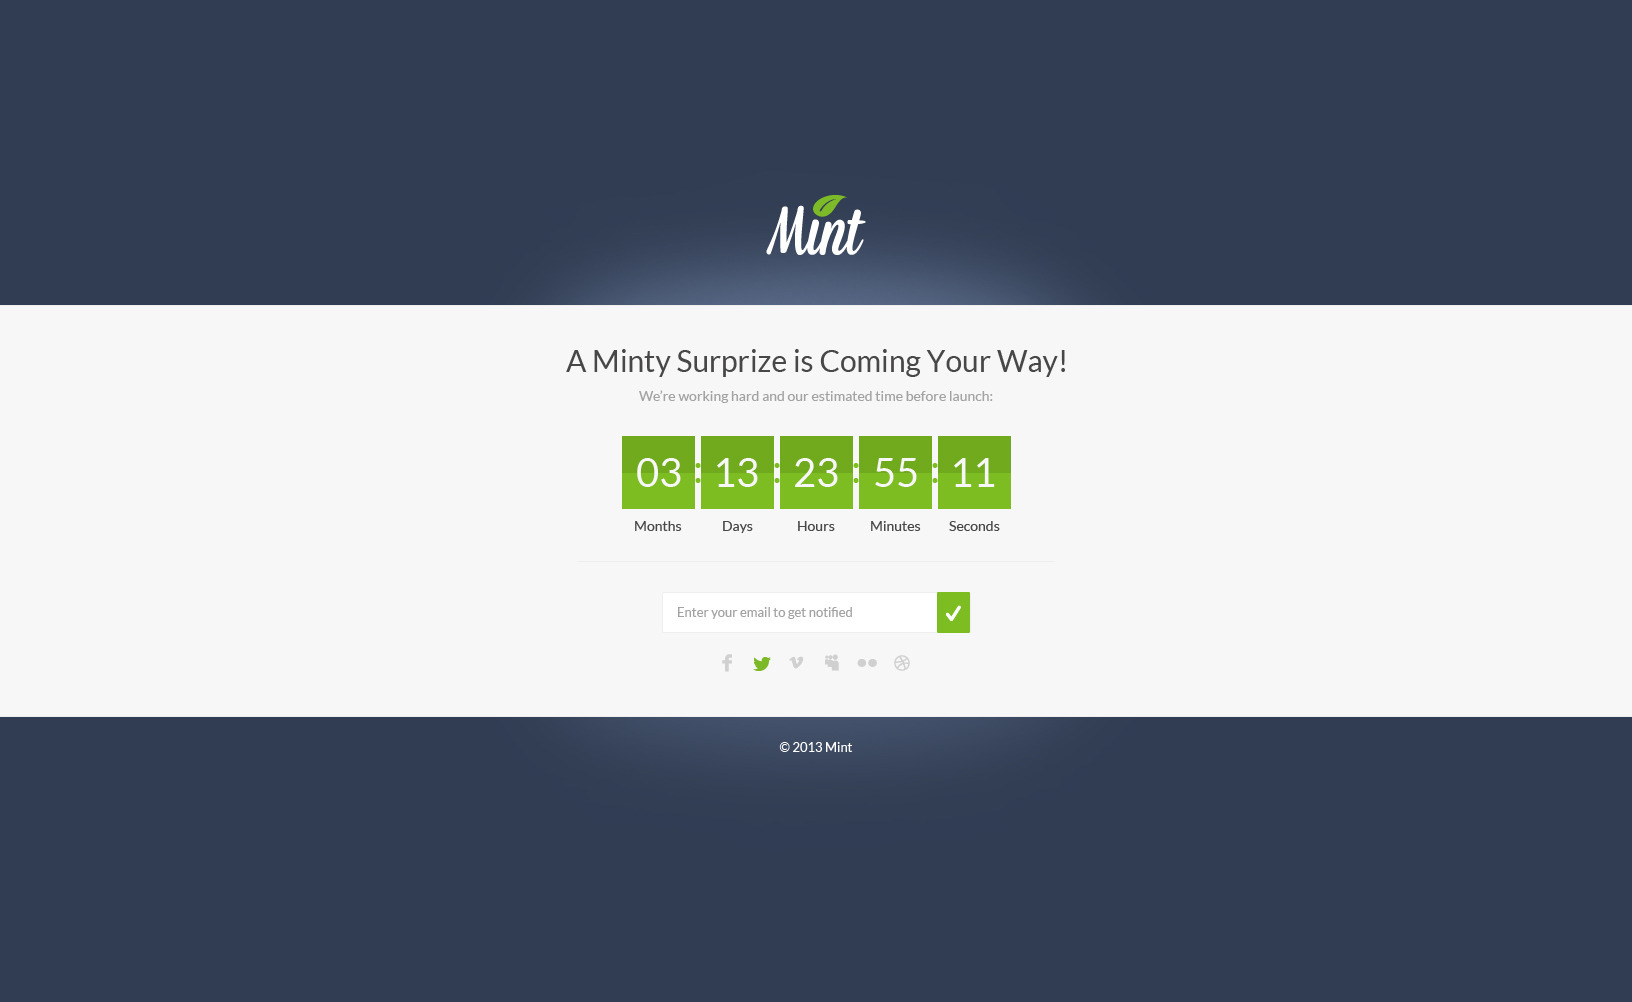 Mint
A Minty Surprize is Coming Your Way!
We're working hard and our estimated time before launch:
03 : 13 : 23 : 55 : 11
Months Days Hours Minutes Seconds
Enter your email to get notified
© 2013 Mint